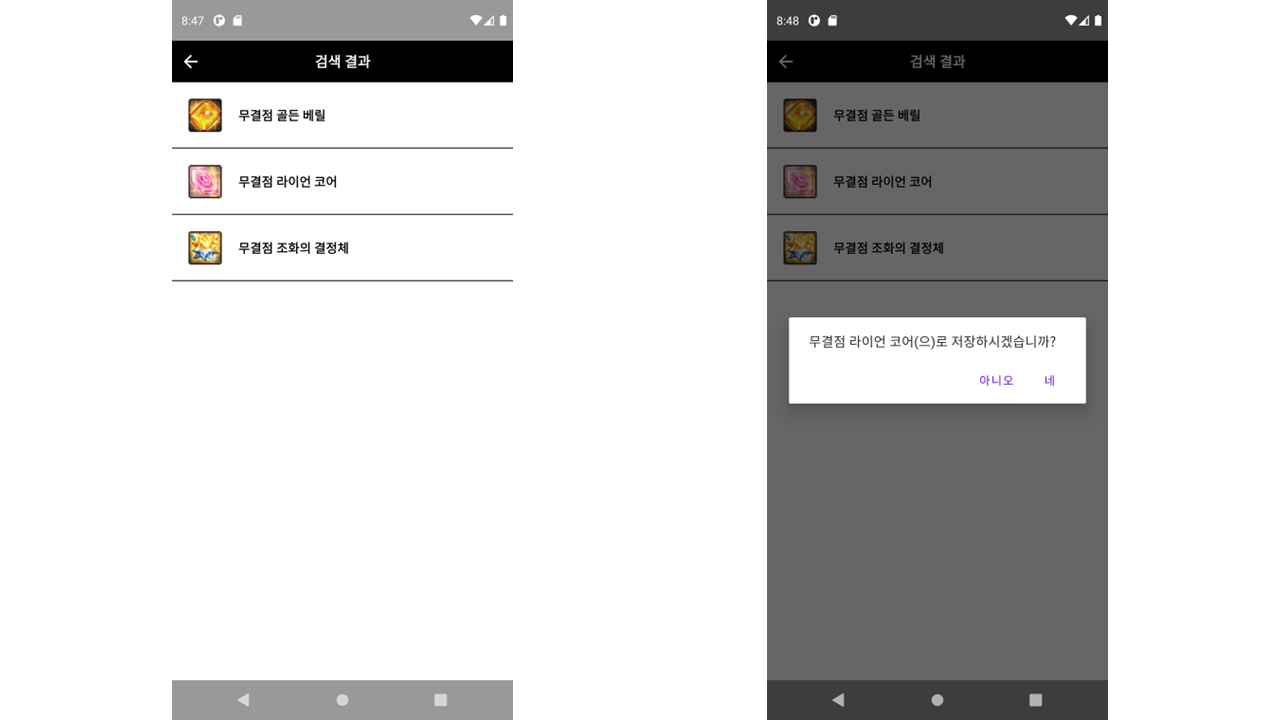 8:47
검색 결과
무결점 골든 베릴
무결점 라이언 코어
무결점 조화의 결정체
8:48
검색 결과
무결점 골든 베릴
무결점 라이언 코어
무결점 조화의 결정체
무결점 라이언 코어(으)로 저장하시겠습니까?
아니오 네